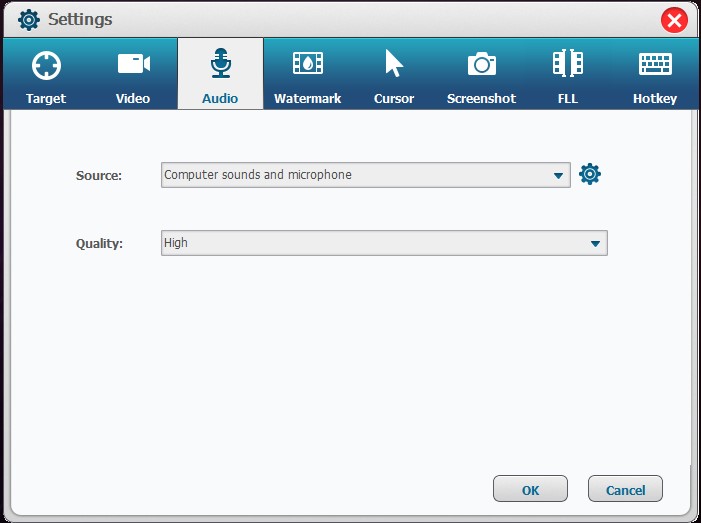 Settings
Target Video Audio Watermark Cursor Screenshot FLL Hotkey
Source: Computer sounds and microphone
Quality: High
OK Cancel